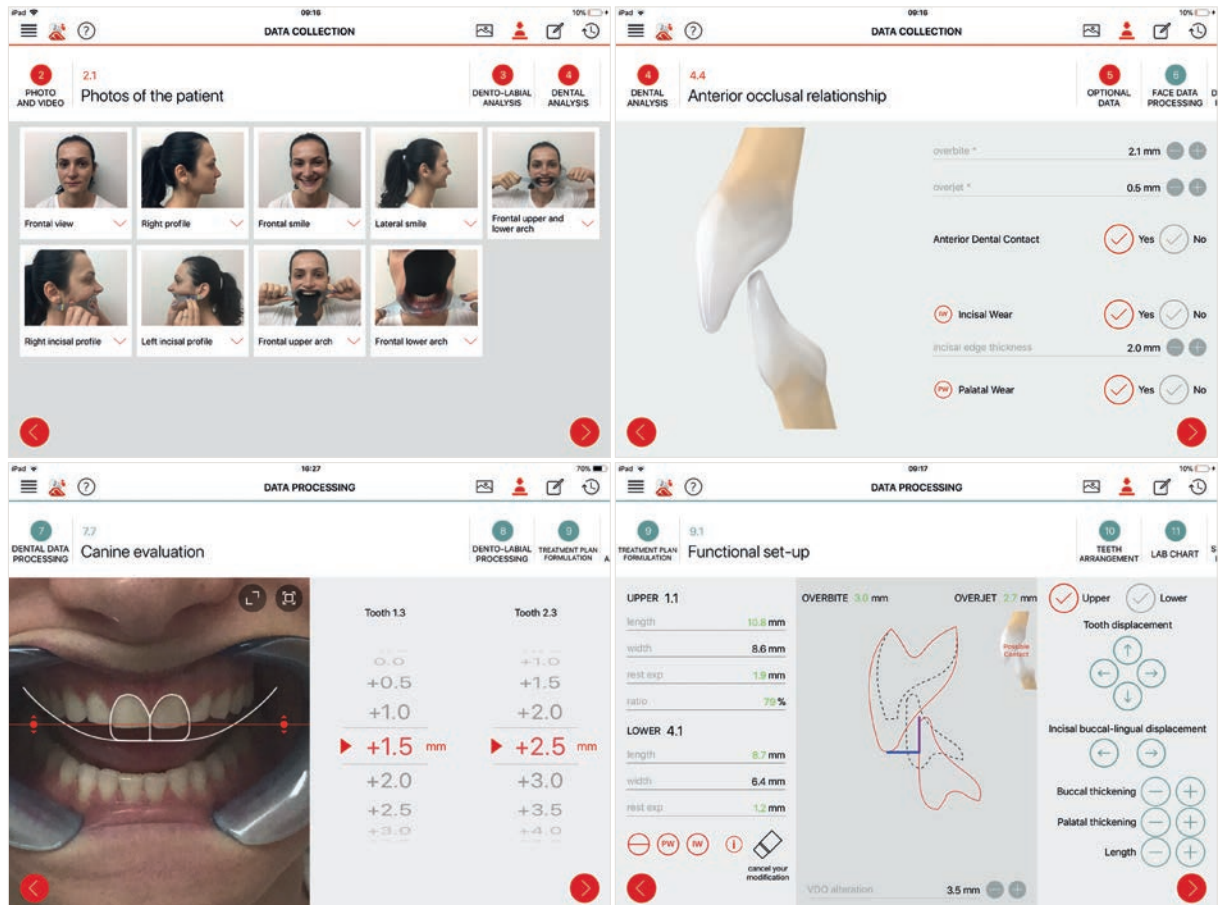 iPad 09:16 10%
DATA COLLECTION
2
PHOTO
AND VIDEO
2.1
Photos of the patient
3
DENTO-LABIAL
ANALYSIS
4
DENTAL
ANALYSIS
Frontal view
Right profile
Frontal smile
Lateral smile
Frontal upper and
lower arch
Right incisal profile
Left incisal profile
Frontal upper arch
Frontal lower arch
iPad 09:16 10%
DATA COLLECTION
4
DENTAL
ANALYSIS
4.4
Anterior occlusal relationship
5
OPTIONAL
DATA
6
FACE DATA
PROCESSING
overbite * 2.1 mm
overjet * 0.5 mm
Anterior Dental Contact Yes No
IW Incisal Wear Yes No
incisal edge thickness 2.0 mm
PW Palatal Wear Yes No
iPad 16:27 70%
DATA PROCESSING
7
DENTAL DATA
PROCESSING
7.7
Canine evaluation
8
DENTO-LABIAL
PROCESSING
9
TREATMENT PLAN
FORMULATION
Tooth 1.3 Tooth 2.3
0.0 +1.0
+0.5 +1.5
+1.0 +2.0
+1.5 mm +2.5 mm
+2.0 +3.0
+2.5 +3.5
+3.0 +4.0
iPad 09:17 10%
DATA PROCESSING
9
TREATMENT PLAN
FORMULATION
9.1
Functional set-up
10
TEETH
ARRANGEMENT
11
LAB CHART
UPPER 1.1
length 10.8 mm
width 8.6 mm
rest exp 1.9 mm
ratio 79 %
LOWER 4.1
length 8.7 mm
width 6.4 mm
rest exp 1.2 mm
PW IW i
cancel your
modification
OVERBITE 3.0 mm OVERJET 2.7 mm
Possible
Contact
VDO alteration 3.5 mm
Upper Lower
Tooth displacement
Incisal buccal-lingual displacement
Buccal thickening
Palatal thickening
Length